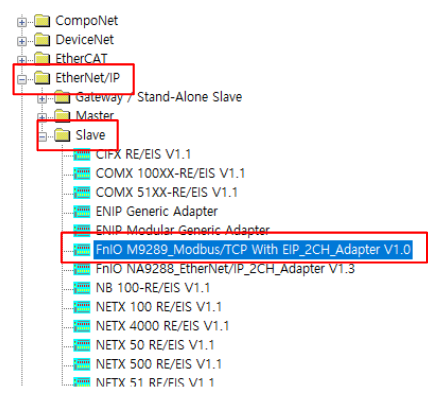 CompoNet
DeviceNet
EtherCAT
EtherNet/IP
Gateway / Stand-Alone Slave
Master
Slave
CIFX RE/EIS V1.1
COMX 100XX-RE/EIS V1.1
COMX 51XX-RE/EIS V1.1
ENIP Generic Adapter
ENIP Modular Generic Adapter
FnIO M9289_Modbus/TCP With EIP_2CH_Adapter V1.0
FnIO NA9288_EtherNet/IP_2CH_Adapter V1.3
NB 100-RE/EIS V1.1
NETX 100 RE/EIS V1.1
NETX 4000 RE/EIS V1.1
NETX 50 RE/EIS V1.1
NETX 500 RE/EIS V1.1
NETX 51 RE/EIS V1.1